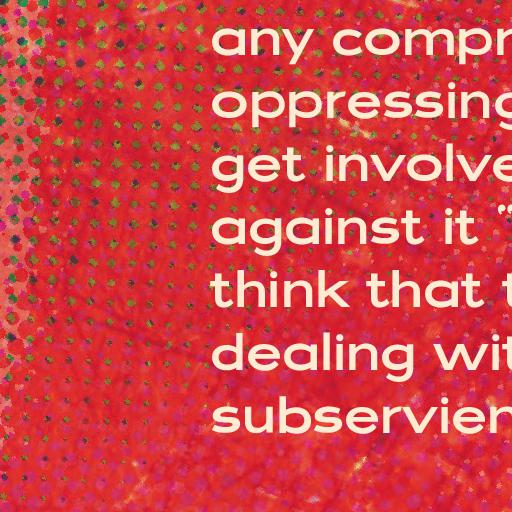 any compr
oppressing
get involve
against it "
think that t
dealing wit
subservien